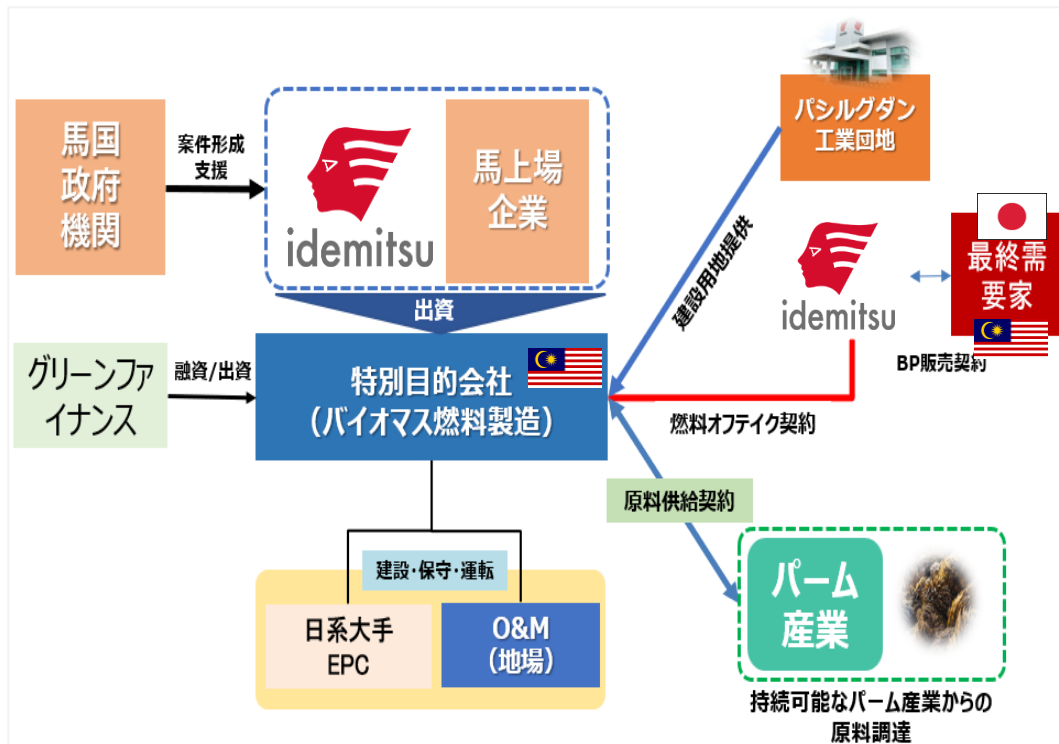 馬国
政府
機関
案件形成
支援
idemitsu
馬上場
企業
出資
パシルグダン
工業団地
建設用地提供
idemitsu
最終需
要家
BP販売契約
グリーンファ
イナンス
融資/出資
特別目的会社
(バイオマス燃料製造)
燃料オフテイク契約
原料供給契約
建設・保守・運転
日系大手
EPC
O&M
(地場)
パーム
産業
持続可能なパーム産業からの
原料調達